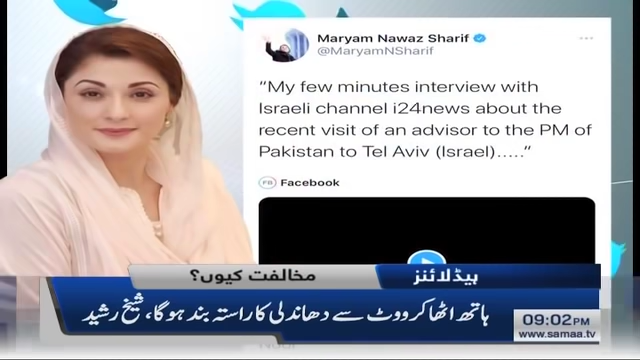 Maryam Nawaz Sharif
@MaryamNSharif
“My few minutes interview with
Israeli channel i24news about the
recent visit of an advisor to the PM of
Pakistan to Tel Aviv (Israel).....”
FB Facebook
ہیڈلائنز
مخالفت کیوں؟
ہاتھ اٹھا کر ووٹ سے دھاندلی کا راستہ بند ہوگا، شیخ رشید
09:02PM
www.samaa.tv